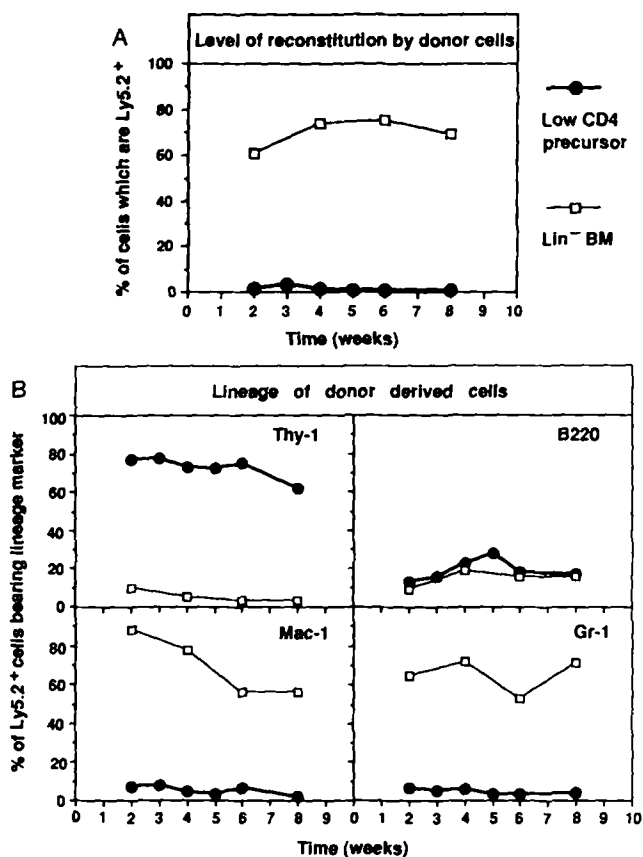 A
Level of reconstitution by donor cells
% of cells which are Ly5.2+
100
80
60
40
20
0
0 1 2 3 4 5 6 7 8 9 10
Time (weeks)
Low CD4
precursor
Lin− BM
B
Lineage of donor derived cells
% of Ly5.2+ cells bearing lineage marker
100
80
60
40
20
0
Thy-1
B220
80
60
40
20
0
Mac-1
Gr-1
0 1 2 3 4 5 6 7 8 9
0 1 2 3 4 5 6 7 8 9 10
Time (weeks)